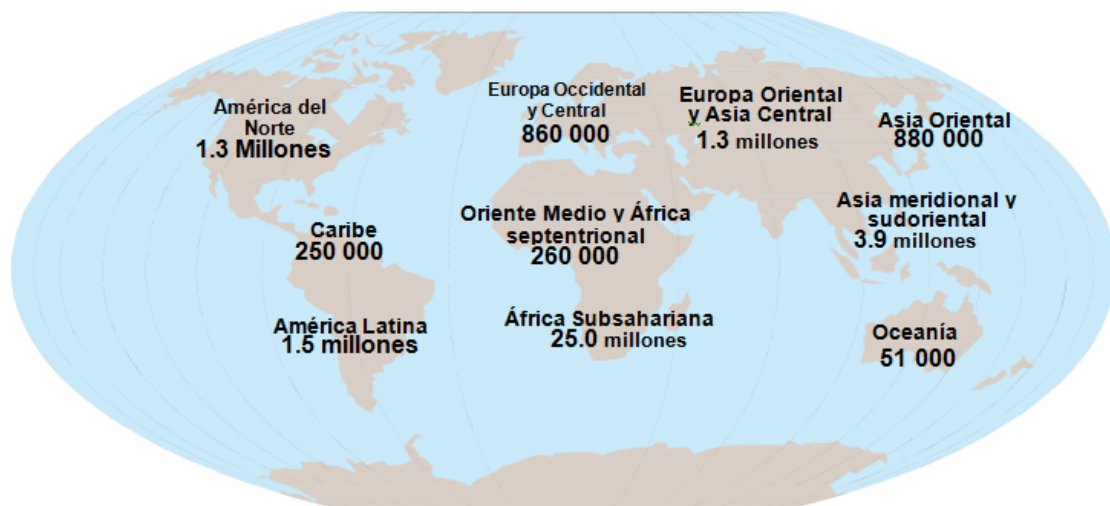 América del
Norte
1.3 Millones
Europa Occidental
y Central
860 000
Europa Oriental
y Asia Central
1.3 millones
Asia Oriental
880 000
Caribe
250 000
Oriente Medio y África
septentrional
260 000
Asia meridional y
sudoriental
3.9 millones
América Latina
1.5 millones
África Subsahariana
25.0 millones
Oceanía
51 000